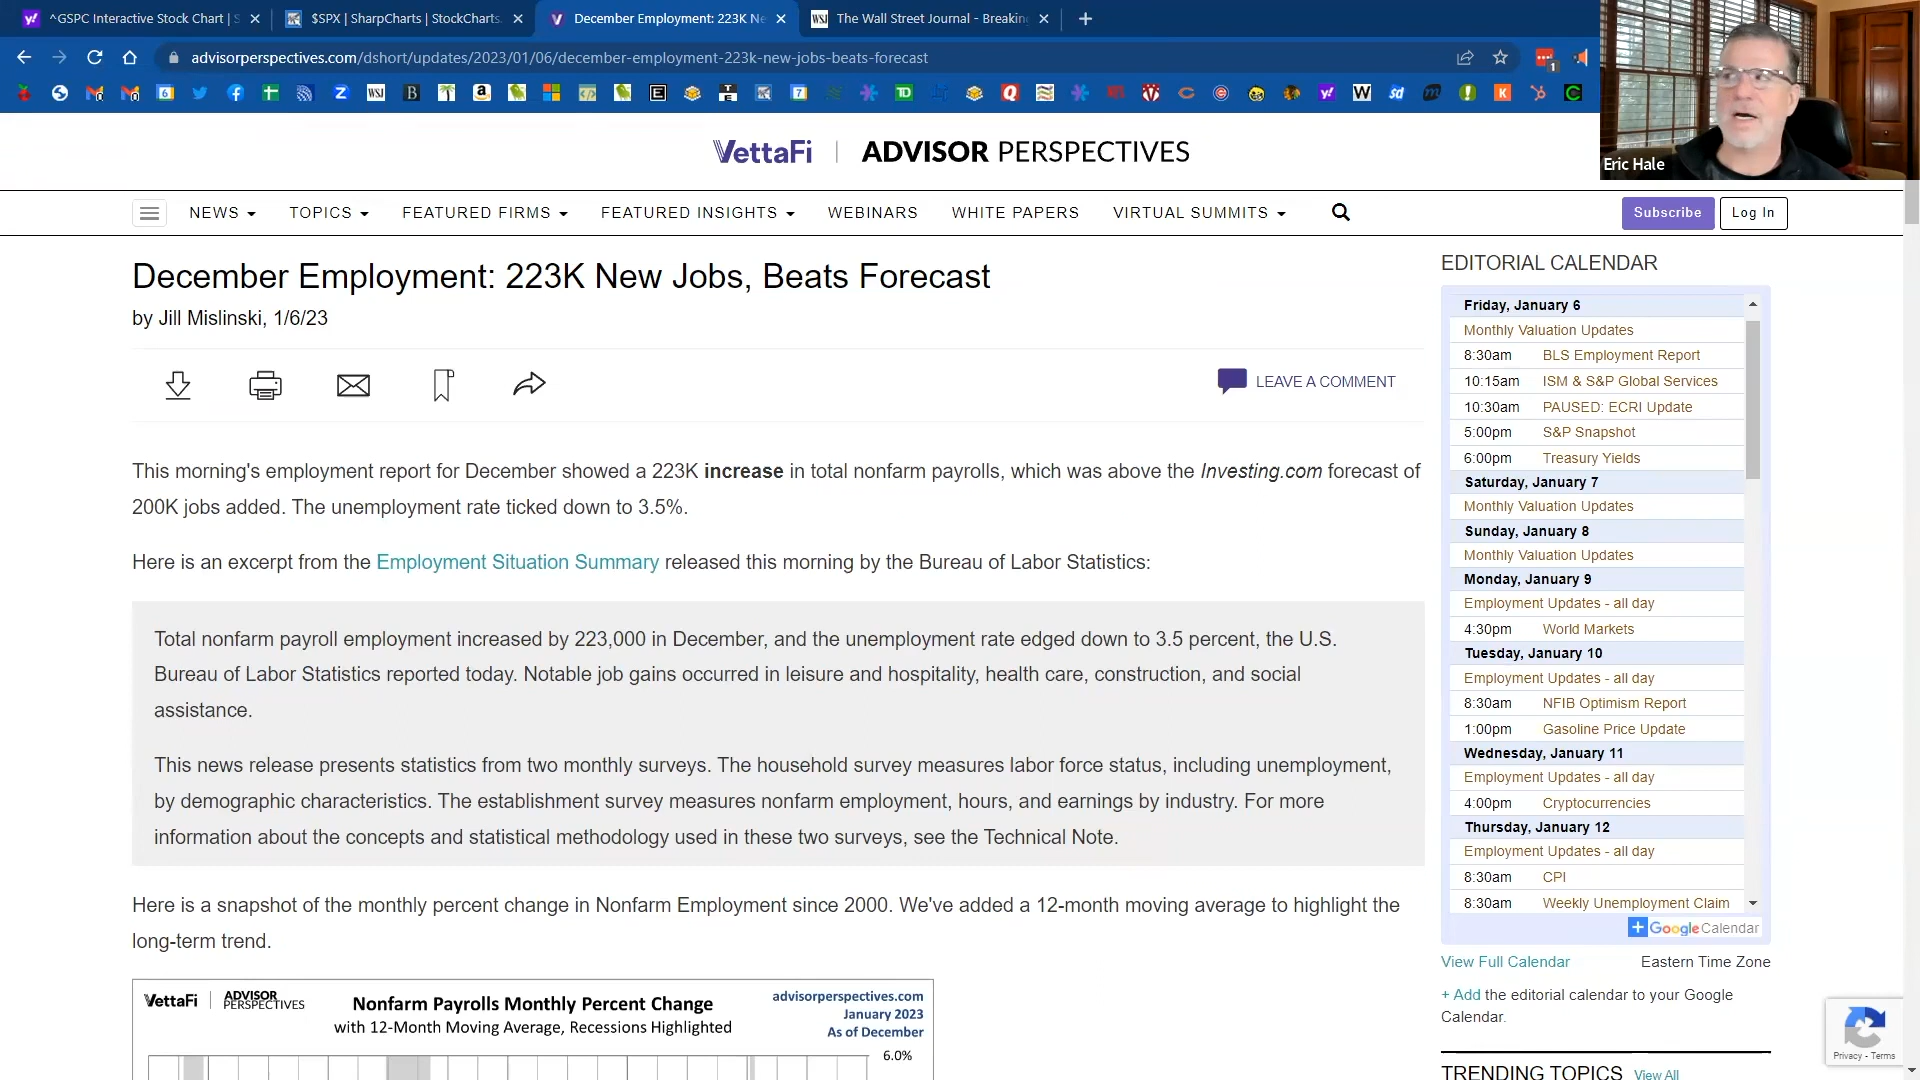 ^GSPC Interactive Stock Chart | S
$SPX | SharpCharts | StockCharts.
December Employment: 223K Ne
The Wall Street Journal - Breaking
advisorperspectives.com/dshort/updates/2023/01/06/december-employment-223k-new-jobs-beats-forecast
Eric Hale
VettaFi | ADVISOR PERSPECTIVES
NEWS
TOPICS
FEATURED FIRMS
FEATURED INSIGHTS
WEBINARS
WHITE PAPERS
VIRTUAL SUMMITS
Subscribe
Log In
December Employment: 223K New Jobs, Beats Forecast
by Jill Mislinski, 1/6/23
LEAVE A COMMENT
This morning's employment report for December showed a 223K increase in total nonfarm payrolls, which was above the Investing.com forecast of
200K jobs added. The unemployment rate ticked down to 3.5%.
Here is an excerpt from the Employment Situation Summary released this morning by the Bureau of Labor Statistics:
Total nonfarm payroll employment increased by 223,000 in December, and the unemployment rate edged down to 3.5 percent, the U.S.
Bureau of Labor Statistics reported today. Notable job gains occurred in leisure and hospitality, health care, construction, and social
assistance.
This news release presents statistics from two monthly surveys. The household survey measures labor force status, including unemployment,
by demographic characteristics. The establishment survey measures nonfarm employment, hours, and earnings by industry. For more
information about the concepts and statistical methodology used in these two surveys, see the Technical Note.
Here is a snapshot of the monthly percent change in Nonfarm Employment since 2000. We've added a 12-month moving average to highlight the
long-term trend.
VettaFi | ADVISOR PERSPECTIVES
Nonfarm Payrolls Monthly Percent Change
with 12-Month Moving Average, Recessions Highlighted
advisorperspectives.com
January 2023
As of December
6.0%
EDITORIAL CALENDAR
Friday, January 6
Monthly Valuation Updates
8:30am BLS Employment Report
10:15am ISM & S&P Global Services
10:30am PAUSED: ECRI Update
5:00pm S&P Snapshot
6:00pm Treasury Yields
Saturday, January 7
Monthly Valuation Updates
Sunday, January 8
Monthly Valuation Updates
Monday, January 9
Employment Updates - all day
4:30pm World Markets
Tuesday, January 10
Employment Updates - all day
8:30am NFIB Optimism Report
1:00pm Gasoline Price Update
Wednesday, January 11
Employment Updates - all day
4:00pm Cryptocurrencies
Thursday, January 12
Employment Updates - all day
8:30am CPI
8:30am Weekly Unemployment Claim
Google Calendar
View Full Calendar
Eastern Time Zone
+ Add the editorial calendar to your Google
Calendar.
TRENDING TOPICS View All
Privacy - Terms